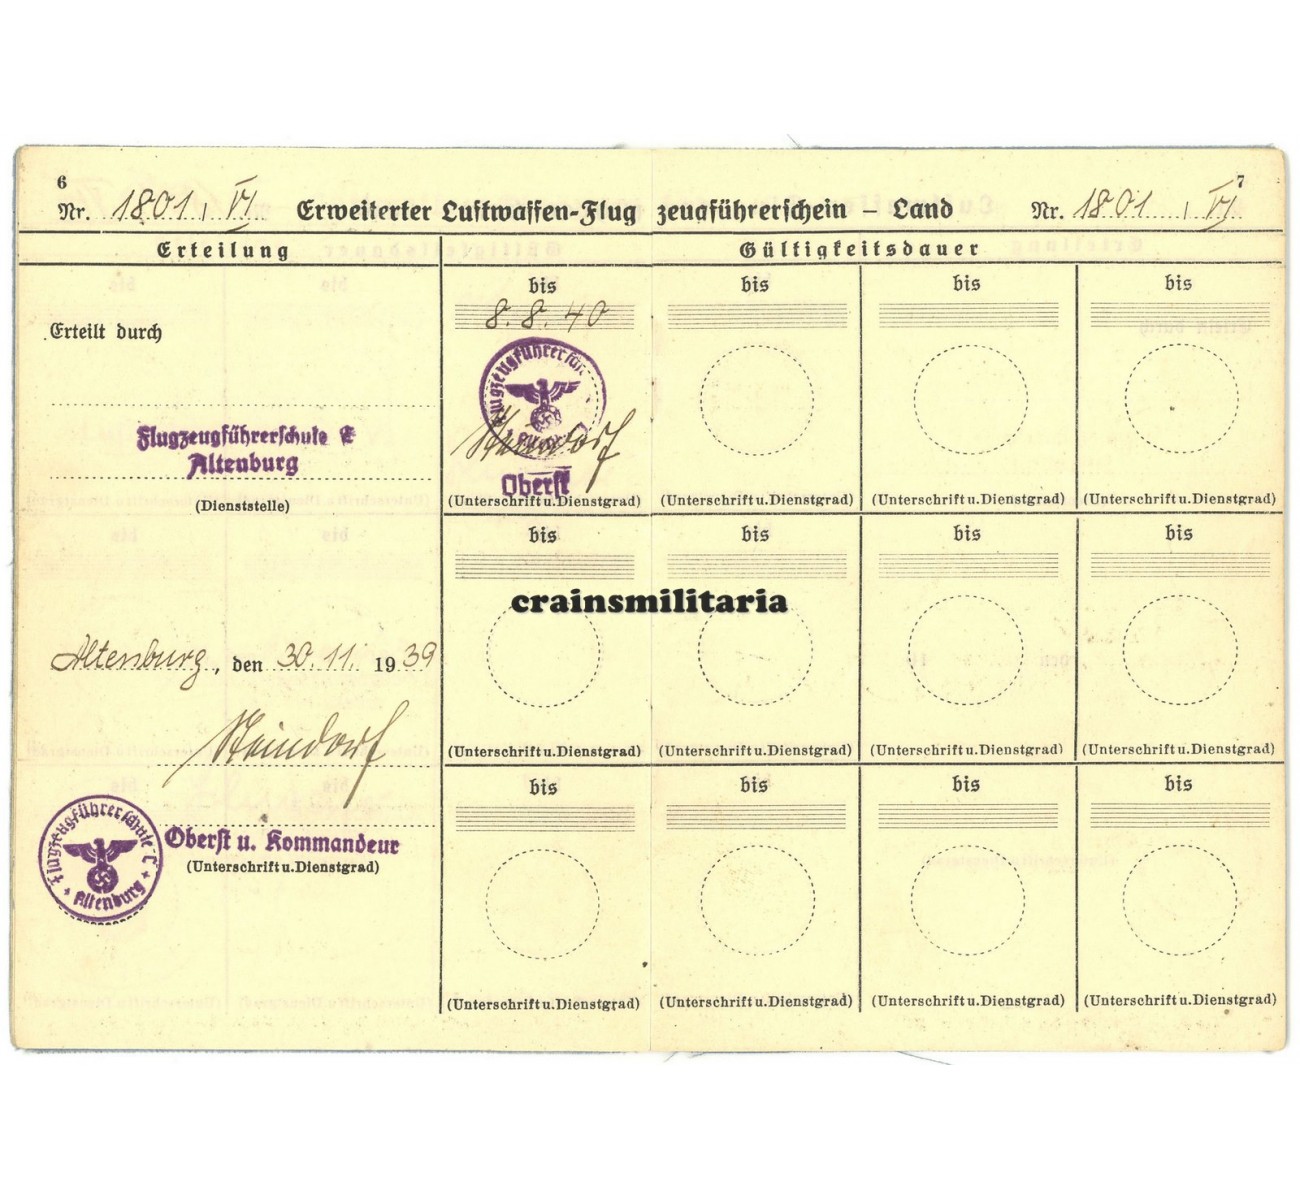 6
7
Nr. 1801, VI Erweiterter Luftwaffen-Flugzeugführerschein – Land Nr. 1801, VI
Erteilung
Gültigkeitsdauer
Erteilt durch
Flugzeugführerschule C
Altenburg
(Dienststelle)
Altenburg, den 30. 11. 1939
Steindorf
Oberst u. Kommandeur
(Unterschrift u. Dienstgrad)
Flugzeugführerschule C
Altenburg
bis bis bis bis
8. 8. 40
Steindorf
Oberst
(Unterschrift u. Dienstgrad) (Unterschrift u. Dienstgrad) (Unterschrift u. Dienstgrad) (Unterschrift u. Dienstgrad)
bis bis bis bis
crainsmilitaria
(Unterschrift u. Dienstgrad) (Unterschrift u. Dienstgrad) (Unterschrift u. Dienstgrad) (Unterschrift u. Dienstgrad)
bis bis bis bis
(Unterschrift u. Dienstgrad) (Unterschrift u. Dienstgrad) (Unterschrift u. Dienstgrad) (Unterschrift u. Dienstgrad)